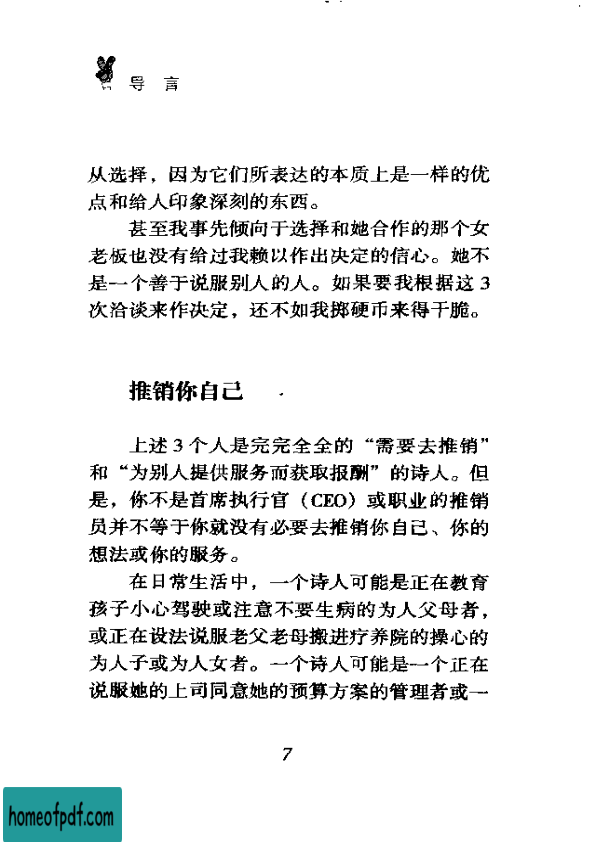 导 言
从选择，因为它们所表达的本质上是一样的优
点和给人印象深刻的东西。
甚至我事先倾向于选择和她合作的那个女
老板也没有给过我赖以作出决定的信心。她不
是一个善于说服别人的人。如果要我根据这 3
次洽谈来作决定，还不如我掷硬币来得干脆。
推销你自己
上述 3 个人是完完全全的“需要去推销”
和“为别人提供服务而获取报酬”的诗人。但
是，你不是首席执行官（CEO）或职业的推销
员并不等于你就没有必要去推销你自己、你的
想法或你的服务。
在日常生活中，一个诗人可能是正在教育
孩子小心驾驶或注意不要生病的为人父母者，
或正在设法说服老父老母搬进疗养院的操心的
为人子或为人女者。一个诗人可能是一个正在
说服她的上司同意她的预算方案的管理者或一
7
homeofpdf.com